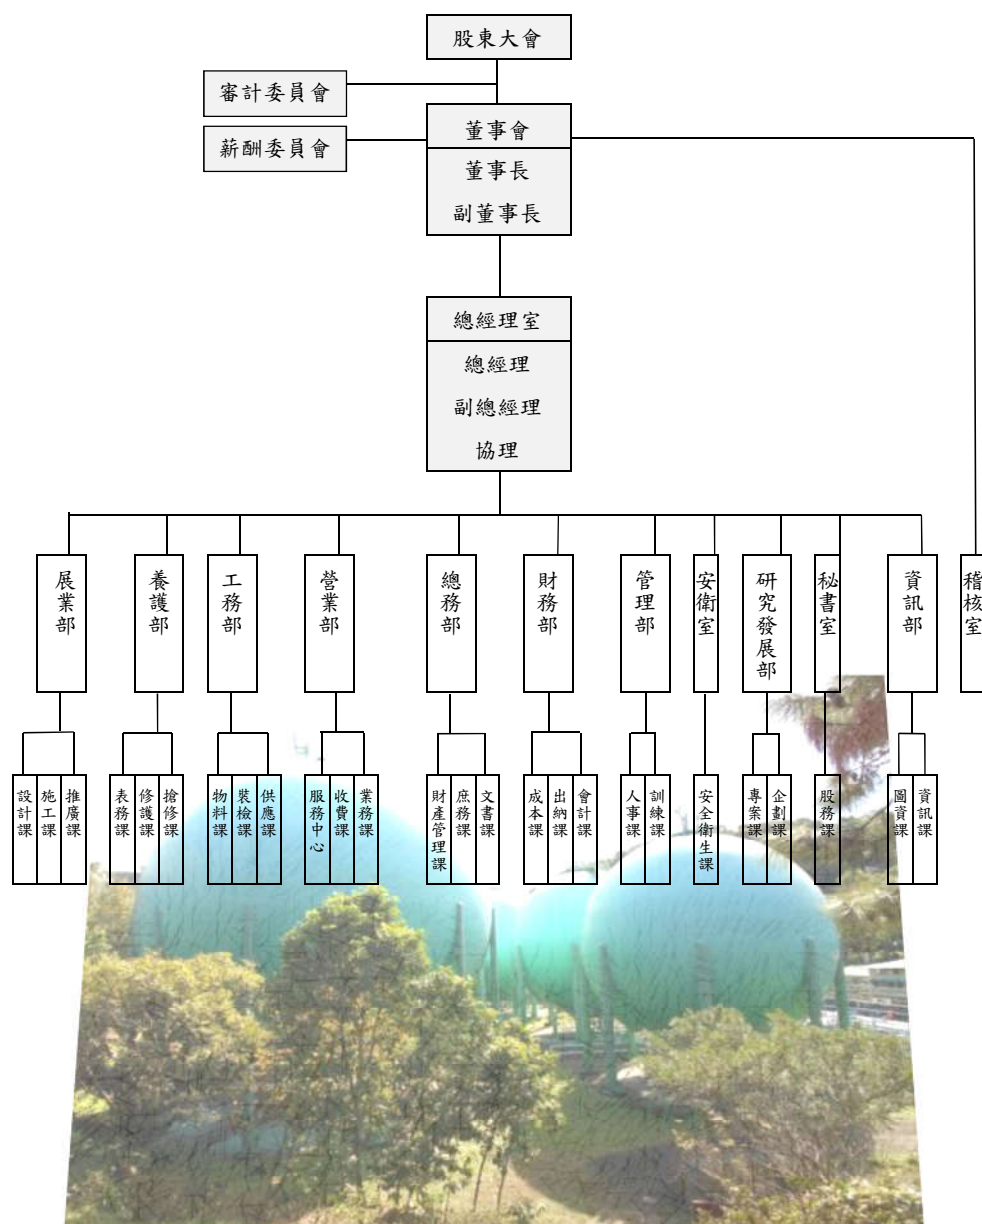 股東大會
審計委員會
薪酬委員會
董事會
董事長
副董事長
總經理室
總經理
副總經理
協理
展業部
養護部
工務部
營業部
總務部
財務部
管理部
安衛室
研究發展部
秘書室
資訊部
稽核室
設計課
施工課
推廣課
表務課
修護課
搶修課
物料課
裝檢課
供應課
服務中心
收費課
業務課
財產管理課
庶務課
文書課
成本課
出納課
會計課
人事課
訓練課
安全衛生課
專案課
企劃課
股務課
圖資課
資訊課